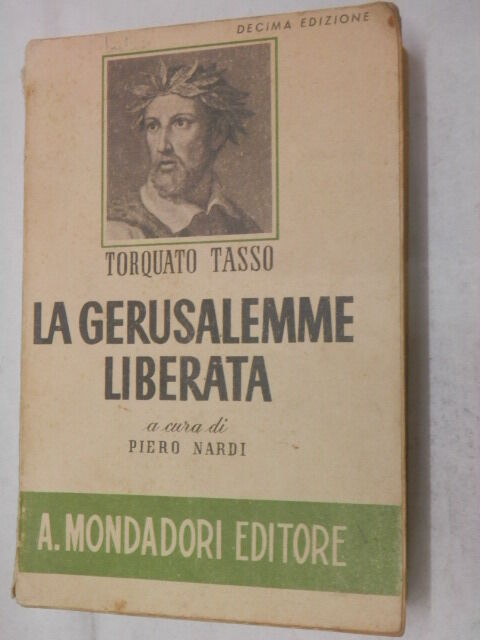 DECIMA EDIZIONE
TORQUATO TASSO
LA GERUSALEMME
LIBERATA
a cura di
PIERO NARDI
A. MONDADORI EDITORE